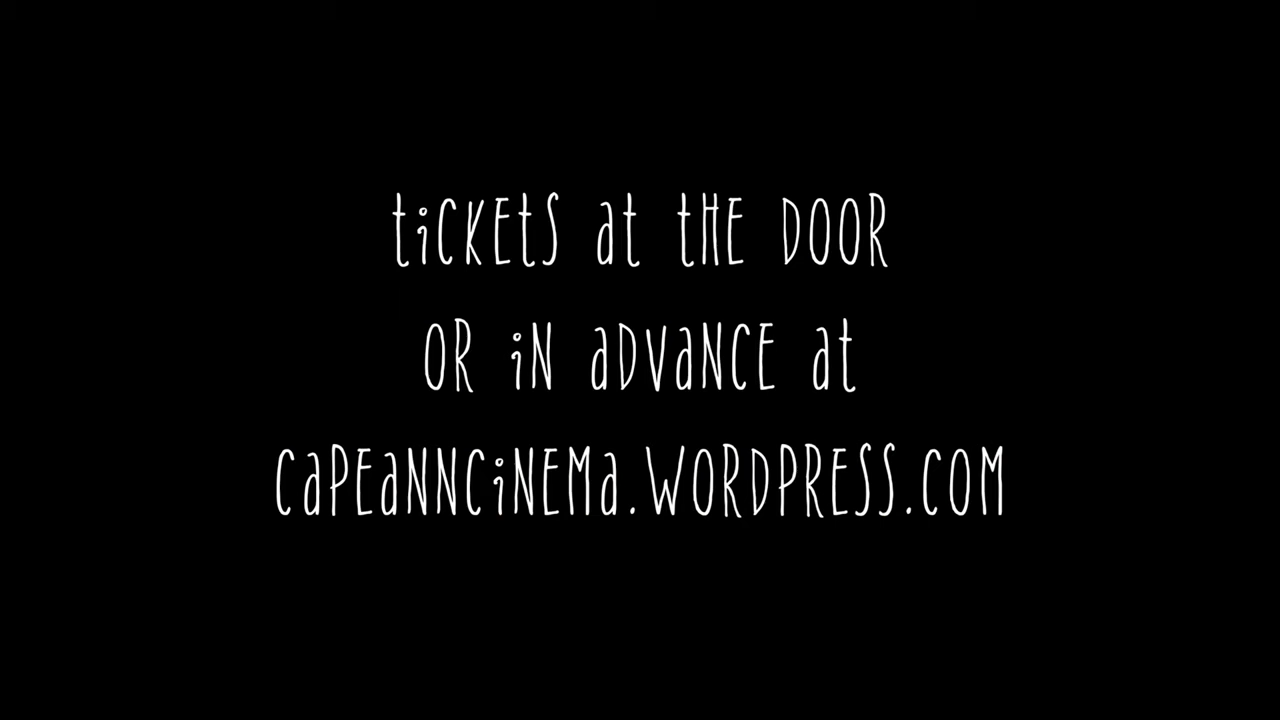 tiCKEtS at tHE DOOR
OR iN aDVaNCE at
CaPEaNNCiNEMa.WORDPRESS.COM